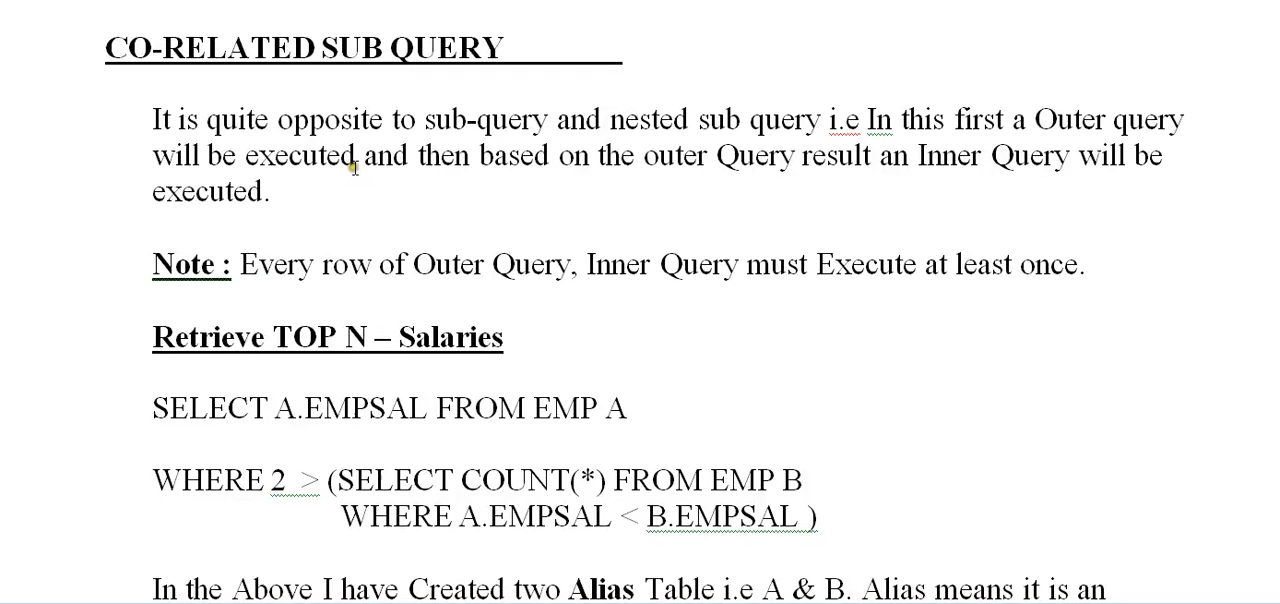 CO-RELATED SUB QUERY
It is quite opposite to sub-query and nested sub query i.e In this first a Outer query
will be executed and then based on the outer Query result an Inner Query will be
executed.
Note : Every row of Outer Query, Inner Query must Execute at least once.
Retrieve TOP N – Salaries
SELECT A.EMPSAL FROM EMP A
WHERE 2 > (SELECT COUNT(*) FROM EMP B
WHERE A.EMPSAL < B.EMPSAL )
In the Above I have Created two Alias Table i.e A & B. Alias means it is an